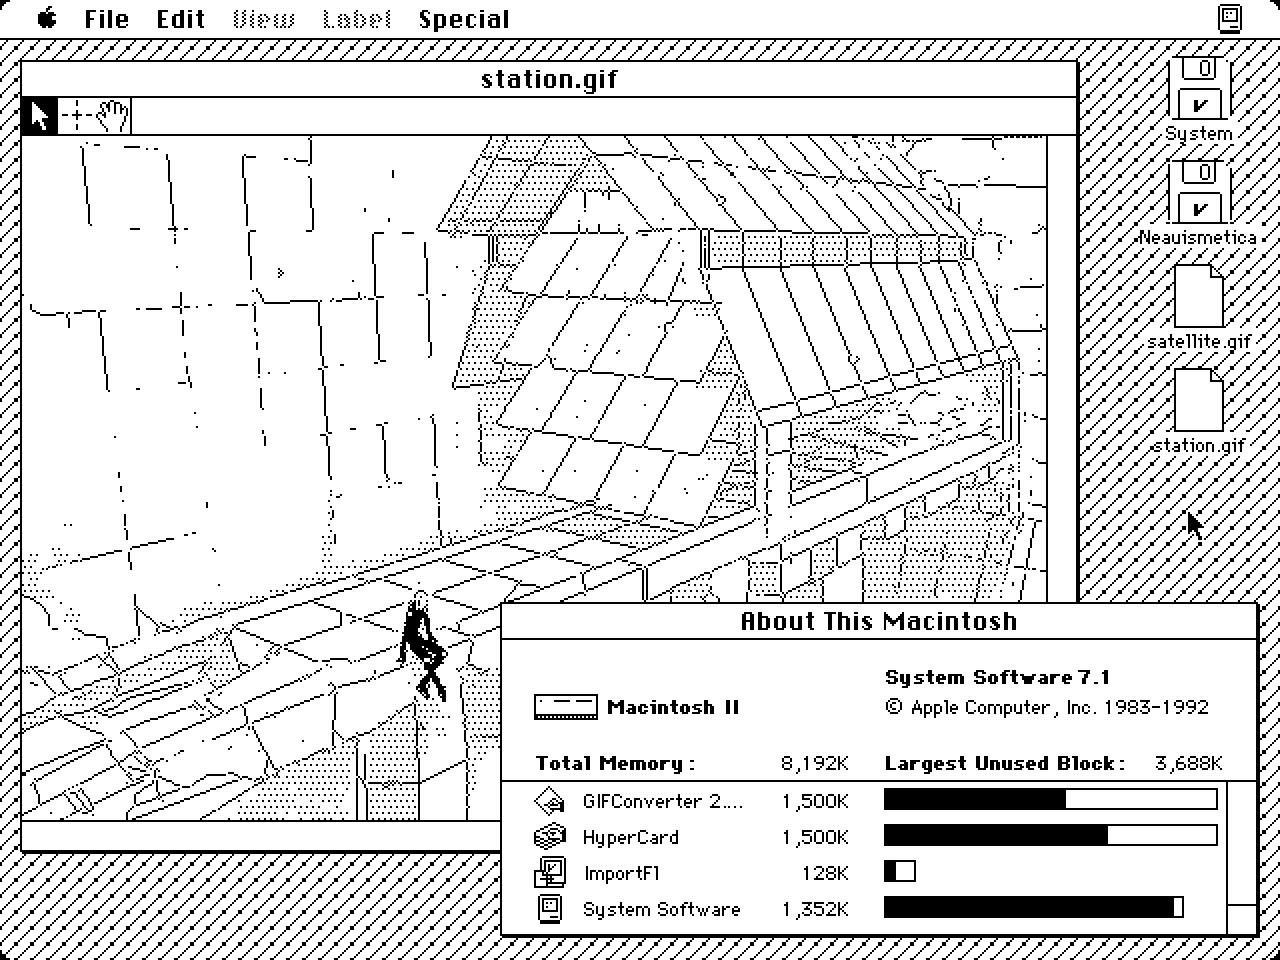 File Edit View Label Special
station.gif
System
Neauismetica
satellite.gif
station.gif
About This Macintosh
System Software 7.1
Macintosh II
© Apple Computer, Inc. 1983-1992
Total Memory: 8,192K Largest Unused Block: 3,688K
GIFConverter 2.... 1,500K
HyperCard 1,500K
ImportFl 128K
System Software 1,352K